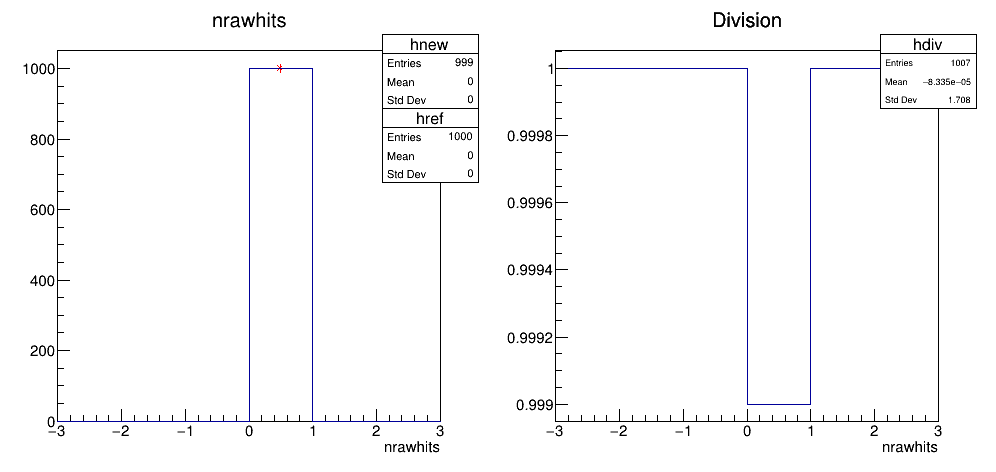 nrawhits
hnew
Entries 999
Mean 0
Std Dev 0
href
Entries 1000
Mean 0
Std Dev 0
1000
800
600
400
200
0
−3 −2 −1 0 1 2 3
nrawhits
Division
hdiv
Entries 1007
Mean −8.335e−05
Std Dev 1.708
1
0.9998
0.9996
0.9994
0.9992
0.999
−3 −2 −1 0 1 2 3
nrawhits